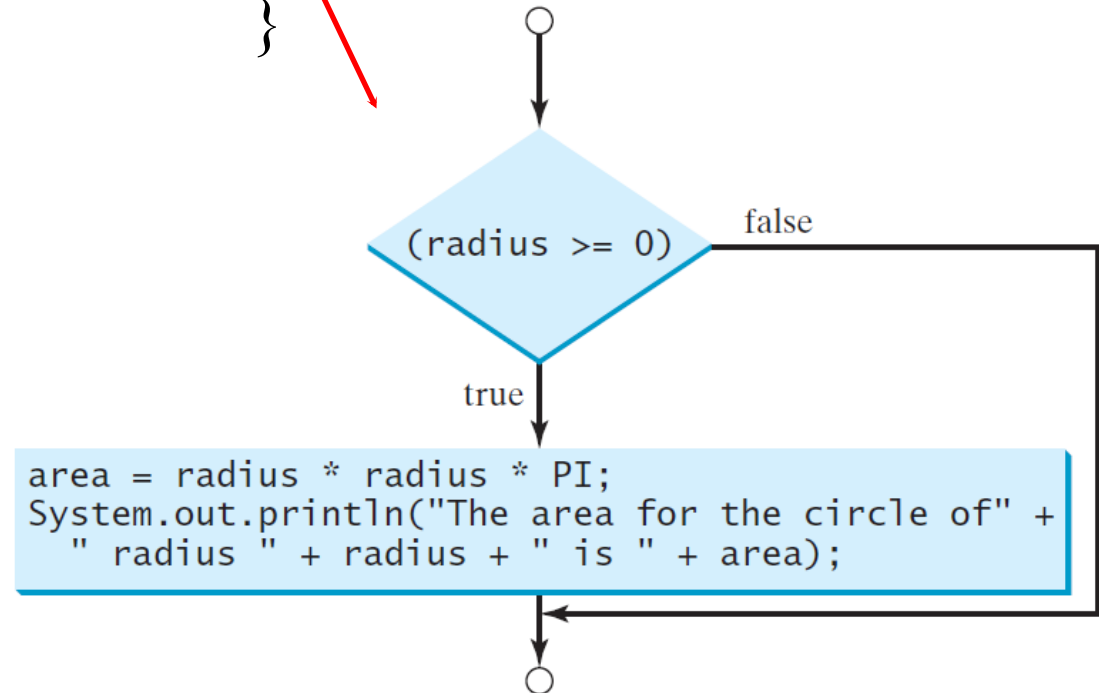 }
(radius >= 0)
false
true
area = radius * radius * PI;
System.out.println("The area for the circle of" +
" radius " + radius + " is " + area);